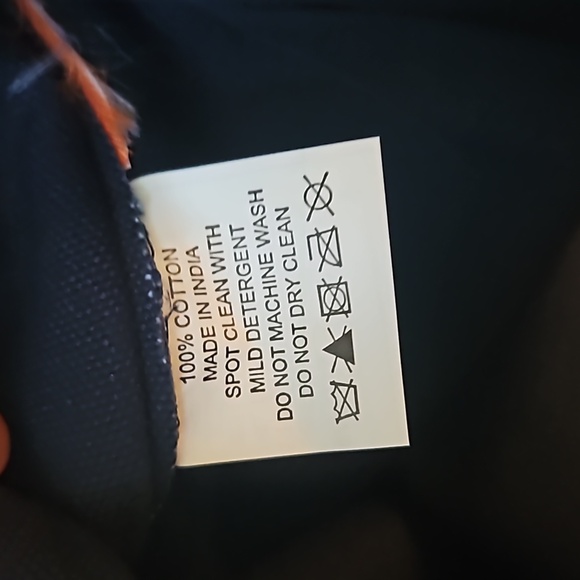 100% COTTON
MADE IN INDIA
SPOT CLEAN WITH
MILD DETERGENT
DO NOT MACHINE WASH
DO NOT DRY CLEAN